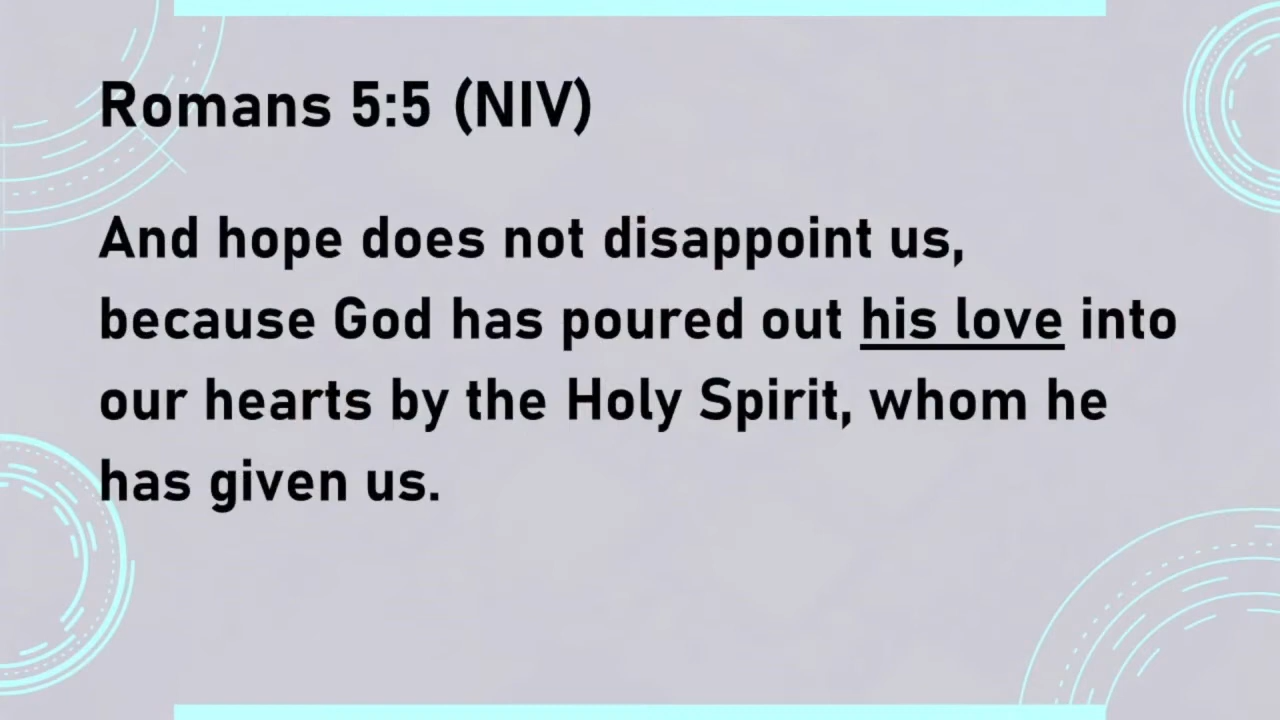 Romans 5:5 (NIV)
And hope does not disappoint us,
because God has poured out his love into
our hearts by the Holy Spirit, whom he
has given us.